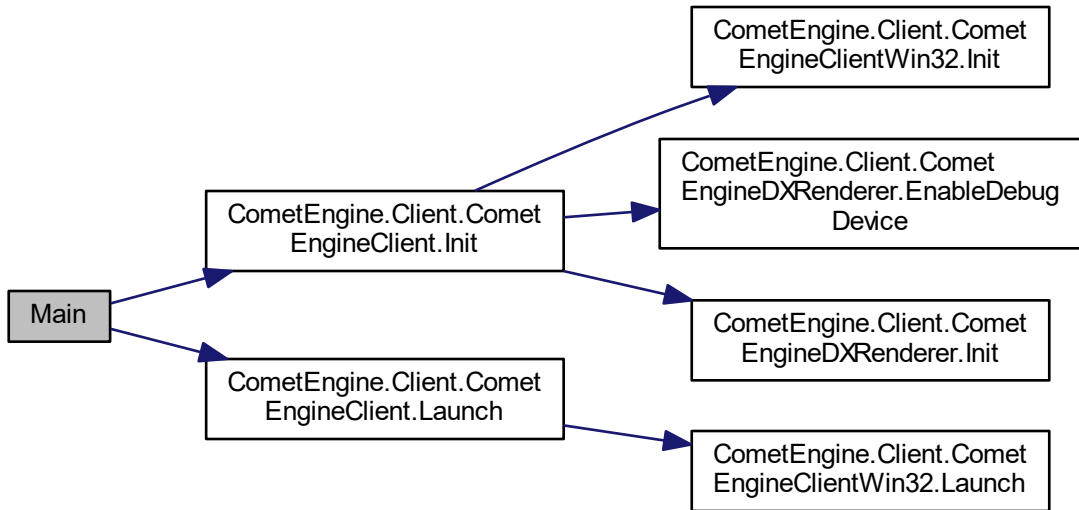 CometEngine.Client.Comet
EngineClientWin32.Init
CometEngine.Client.Comet
EngineDXRenderer.EnableDebug
Device
CometEngine.Client.Comet
EngineClient.Init
Main
CometEngine.Client.Comet
EngineDXRenderer.Init
CometEngine.Client.Comet
EngineClient.Launch
CometEngine.Client.Comet
EngineClientWin32.Launch